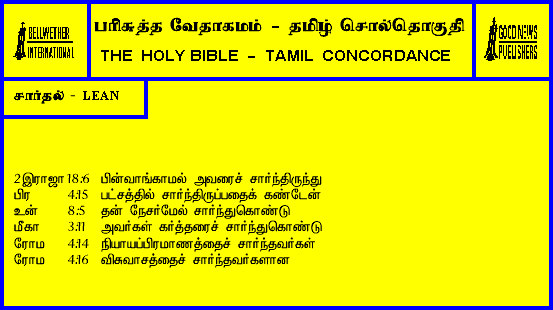 BELLWETHER
INTERNATIONAL
பரிசுத்த வேதாகமம் - தமிழ் சொல்தொகுதி
THE HOLY BIBLE - TAMIL CONCORDANCE
GOOD NEWS
PUBLISHERS
சார்தல் - LEAN
2இராஜா 18:6 பின்வாங்காமல் அவரைச் சார்ந்திருந்து
பிர 4:15 பட்சத்தில் சார்ந்திருப்பதைக் கண்டேன்
உன் 8:5 தன் நேசர்மேல் சார்ந்துகொண்டு
மீகா 3:11 அவர்கள் கர்த்தரைச் சார்ந்துகொண்டு
ரோம 4:14 நியாயப்பிரமாணத்தைச் சார்ந்தவர்கள்
ரோம 4:16 விசுவாசத்தைச் சார்ந்தவர்களான